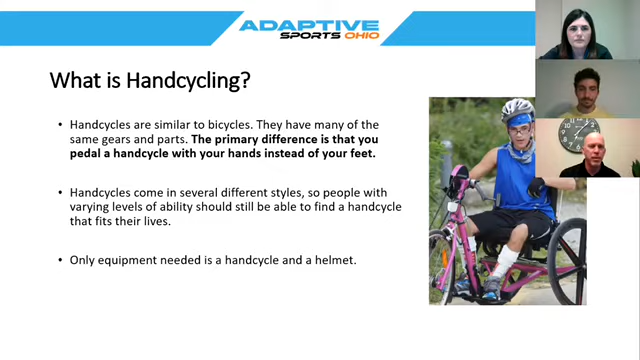 ADAPTIVE
SPORTS OHIO
What is Handcycling?
• Handcycles are similar to bicycles. They have many of the
same gears and parts. The primary difference is that you
pedal a handcycle with your hands instead of your feet.
• Handcycles come in several different styles, so people with
varying levels of ability should still be able to find a handcycle
that fits their lives.
• Only equipment needed is a handcycle and a helmet.